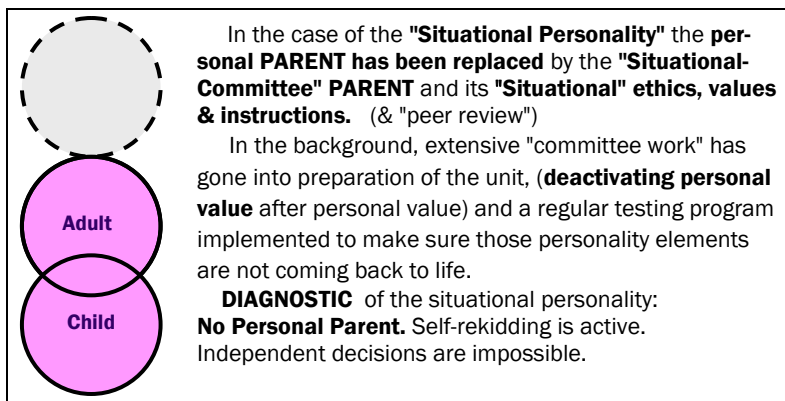 In the case of the "Situational Personality" the per-
sonal PARENT has been replaced by the "Situational-
Committee" PARENT and its "Situational" ethics, values
& instructions. (& "peer review")
In the background, extensive "committee work" has
gone into preparation of the unit, (deactivating personal
value after personal value) and a regular testing program
implemented to make sure those personality elements
are not coming back to life.
DIAGNOSTIC of the situational personality:
No Personal Parent. Self-rekidding is active.
Independent decisions are impossible.
Adult
Child